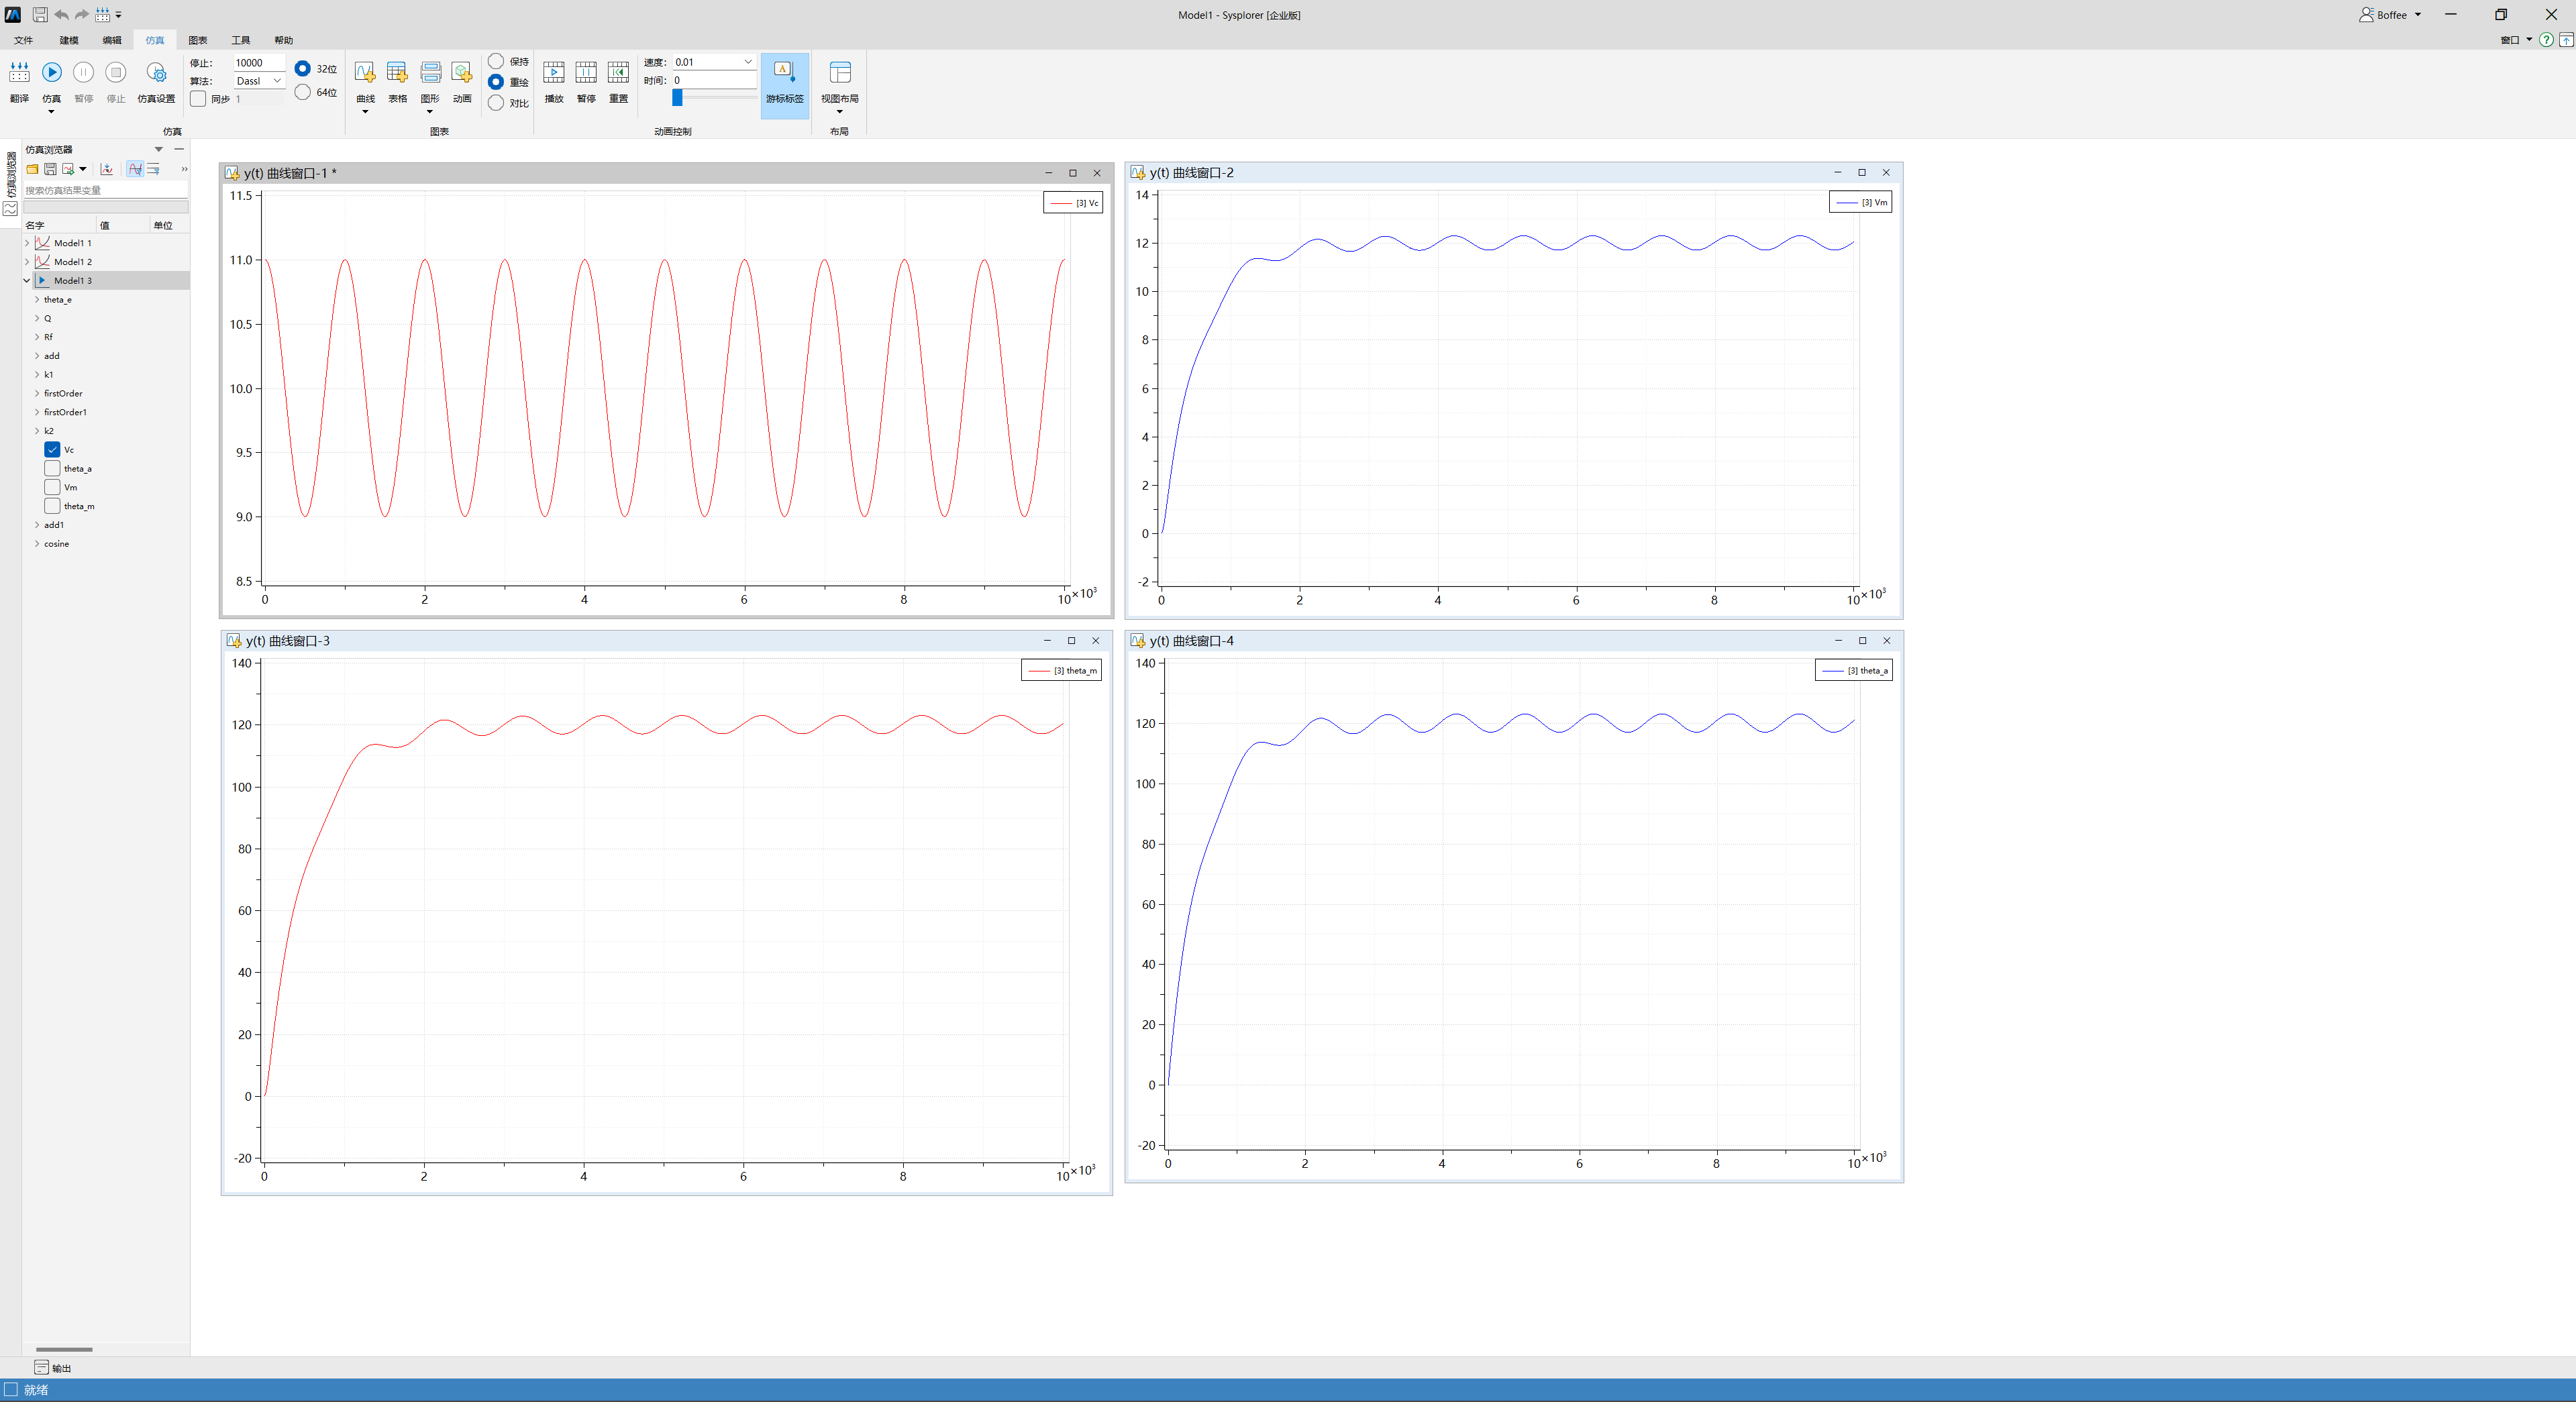 Model1 - Sysplorer [企业版]
Boffee
文件 建模 编辑 仿真 图表 工具 帮助
窗口
翻译 仿真 暂停 停止 仿真设置
停止: 10000
算法: Dassl
同步 1
32位
64位
仿真
曲线 表格 图形 动画
保持
重绘
对比
图表
播放 暂停 重置
速度: 0.01
时间: 0
动画控制
游标标签
视图布局
布局
仿真浏览器
仿真浏览器
搜索仿真结果变量
名字 值 单位
Model1 1
Model1 2
Model1 3
theta_e
Q
Rf
add
k1
firstOrder
firstOrder1
k2
Vc
theta_a
Vm
theta_m
add1
cosine
y(t) 曲线窗口-1 *
[3] Vc
11.5
11.0
10.5
10.0
9.5
9.0
8.5
0 2 4 6 8 10 ×10³
y(t) 曲线窗口-2
[3] Vm
14
12
10
8
6
4
2
0
-2
0 2 4 6 8 10 ×10³
y(t) 曲线窗口-3
[3] theta_m
140
120
100
80
60
40
20
0
-20
0 2 4 6 8 10 ×10³
y(t) 曲线窗口-4
[3] theta_a
140
120
100
80
60
40
20
0
-20
0 2 4 6 8 10 ×10³
输出
就绪